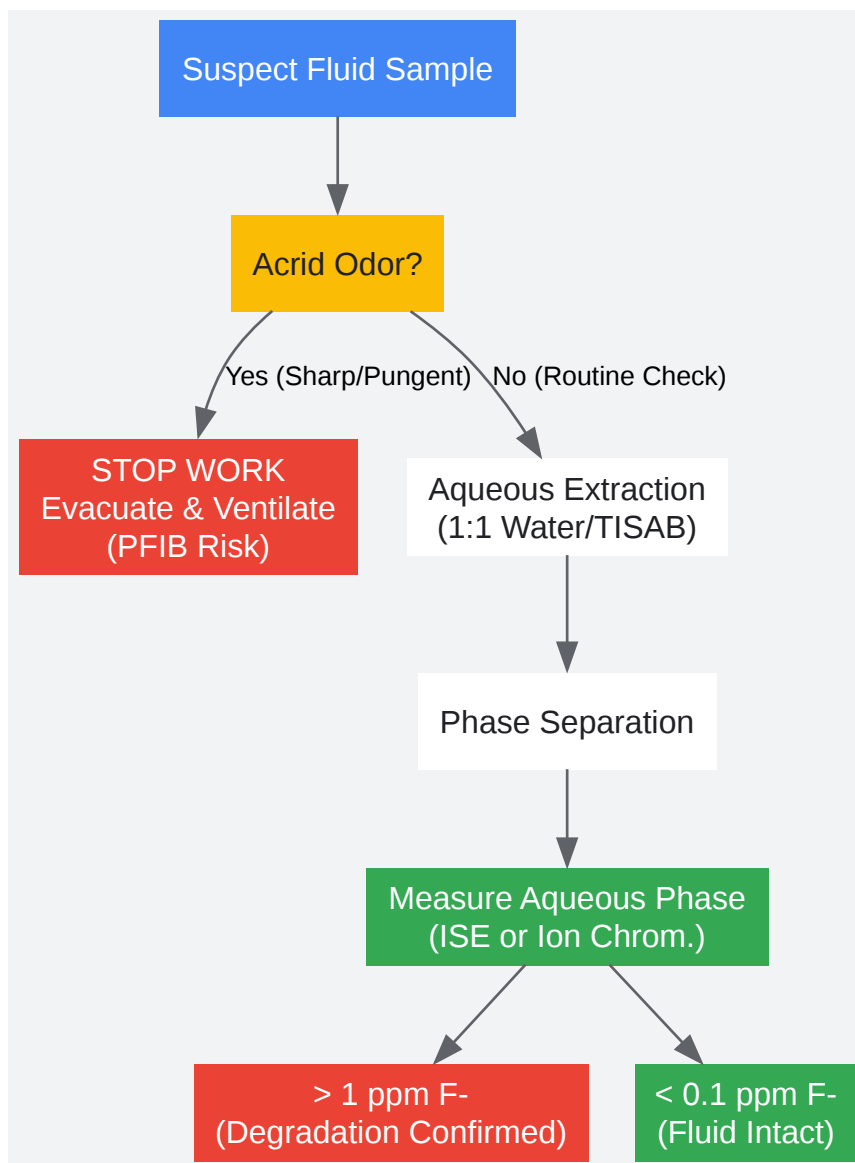 Suspect Fluid Sample
Acrid Odor?
Yes (Sharp/Pungent)
No (Routine Check)
STOP WORK
Evacuate & Ventilate
(PFIB Risk)
Aqueous Extraction
(1:1 Water/TISAB)
Phase Separation
Measure Aqueous Phase
(ISE or Ion Chrom.)
> 1 ppm F-
(Degradation Confirmed)
< 0.1 ppm F-
(Fluid Intact)